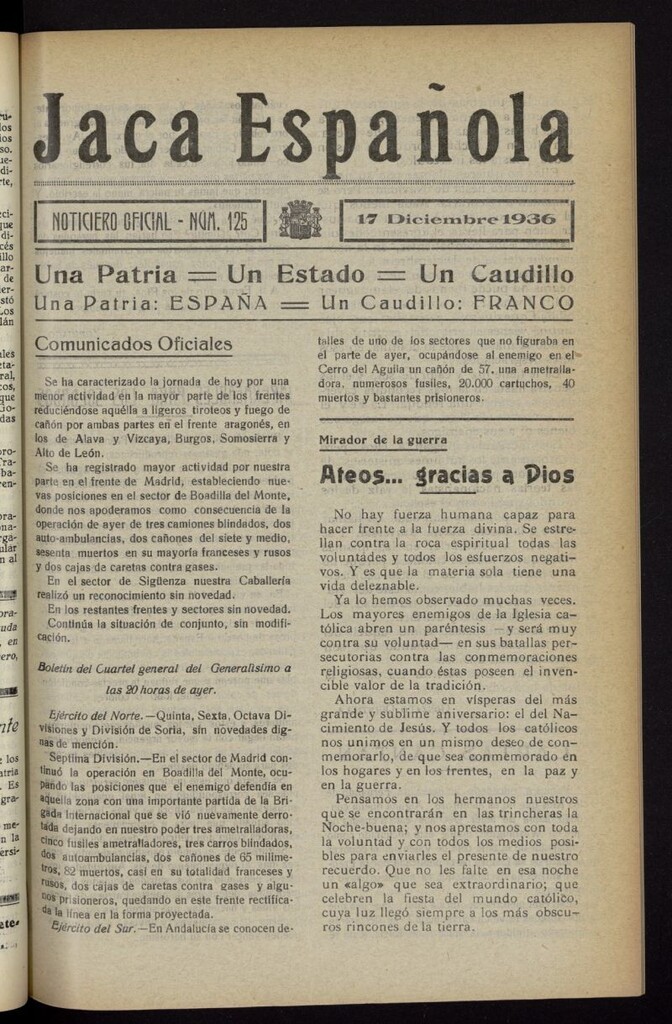 Jaca Española
NOTICIERO OFICIAL - NÚM. 125
17 Diciembre 1936
Una Patria = Un Estado = Un Caudillo
Una Patria: ESPAÑA = Un Caudillo: FRANCO
Comunicados Oficiales
Se ha caracterizado la jornada de hoy por una
menor actividad en la mayor parte de los frentes
reduciéndose aquélla a ligeros tiroteos y fuego de
cañón por ambas partes en el frente aragonés, en
los de Alava y Vizcaya, Burgos, Somosierra y
Alto de León.
Se ha registrado mayor actividad por nuestra
parte en el frente de Madrid, estableciendo nue-
vas posiciones en el sector de Boadilla del Monte,
donde nos apoderamos como consecuencia de la
operación de ayer de tres camiones blindados, dos
auto-ambulancias, dos cañones del siete y medio,
sesenta muertos en su mayoría franceses y rusos
y dos cajas de caretas contra gases.
En el sector de Sigüenza nuestra Caballería
realizó un reconocimiento sin novedad.
En los restantes frentes y sectores sin novedad.
Continúa la situación de conjunto, sin modifi-
cación.
Boletín del Cuartel general del Generalísimo a
las 20 horas de ayer.
Ejército del Norte.—Quinta, Sexta, Octava Di-
visiones y División de Soria, sin novedades dig-
nas de mención.
Septima División.—En el sector de Madrid con-
tinuó la operación en Boadilla del Monte, ocu-
pando las posiciones que el enemigo defendía en
aquella zona con una importante partida de la Bri-
gada Internacional que se vió nuevamente derro-
tada dejando en nuestro poder tres ametralladoras,
cinco fusiles ametralladores, tres carros blindados,
dos autoambulancias, dos cañones de 65 milíme-
tros, 82 muertos, casi en su totalidad franceses y
rusos, dos cajas de caretas contra gases y algu-
nos prisioneros, quedando en este frente rectifica-
da la línea en la forma proyectada.
Ejército del Sur.—En Andalucía se conocen de-
talles de uno de los sectores que no figuraba en
el parte de ayer, ocupándose al enemigo en el
Cerro del Aguila un cañón de 57, una ametralla-
dora, numerosos fusiles, 20.000 cartuchos, 40
muertos y bastantes prisioneros.
Mirador de la guerra
Ateos... gracias a Dios
No hay fuerza humana capaz para
hacer frente a la fuerza divina. Se estre-
llan contra la roca espiritual todas las
voluntades y todos los esfuerzos negati-
vos. Y es que la materia sola tiene una
vida deleznable.
Ya lo hemos observado muchas veces.
Los mayores enemigos de la Iglesia ca-
tólica abren un paréntesis —y será muy
contra su voluntad— en sus batallas per-
secutorias contra las conmemoraciones
religiosas, cuando éstas poseen el inven-
cible valor de la tradición.
Ahora estamos en vísperas del más
grande y sublime aniversario: el del Na-
cimiento de Jesús. Y todos los católicos
nos unimos en un mismo deseo de con-
memorarlo, de que sea conmemorado en
los hogares y en los frentes, en la paz y
en la guerra.
Pensamos en los hermanos nuestros
que se encontrarán en las trincheras la
Noche-buena; y nos aprestamos con toda
la voluntad y con todos los medios posi-
bles para enviarles el presente de nuestro
recuerdo. Que no les falte en esa noche
un «algo» que sea extraordinario; que
celebren la fiesta del mundo católico,
cuya luz llegó siempre a los más obscu-
ros rincones de la tierra.